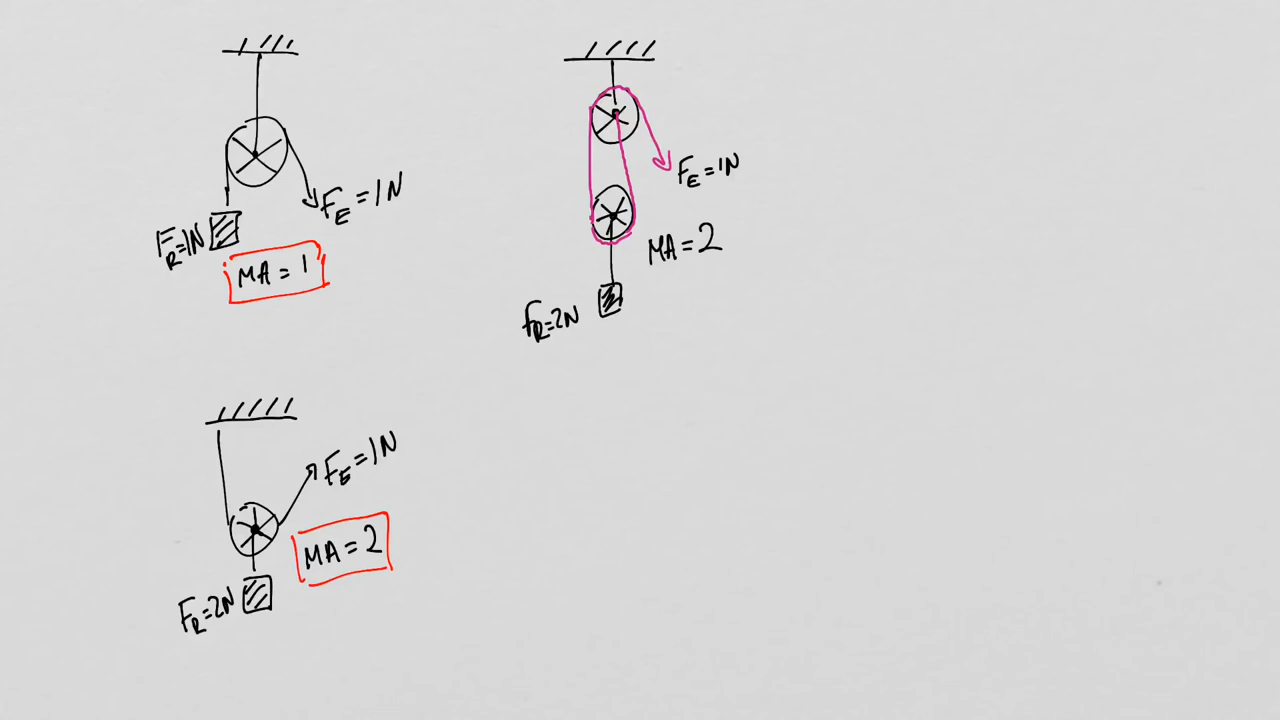 F_E = 1N
F_R=1N
MA = 1
F_E = 1N
MA = 2
F_R=2N
F_E = 1N
MA = 2
F_R=2N